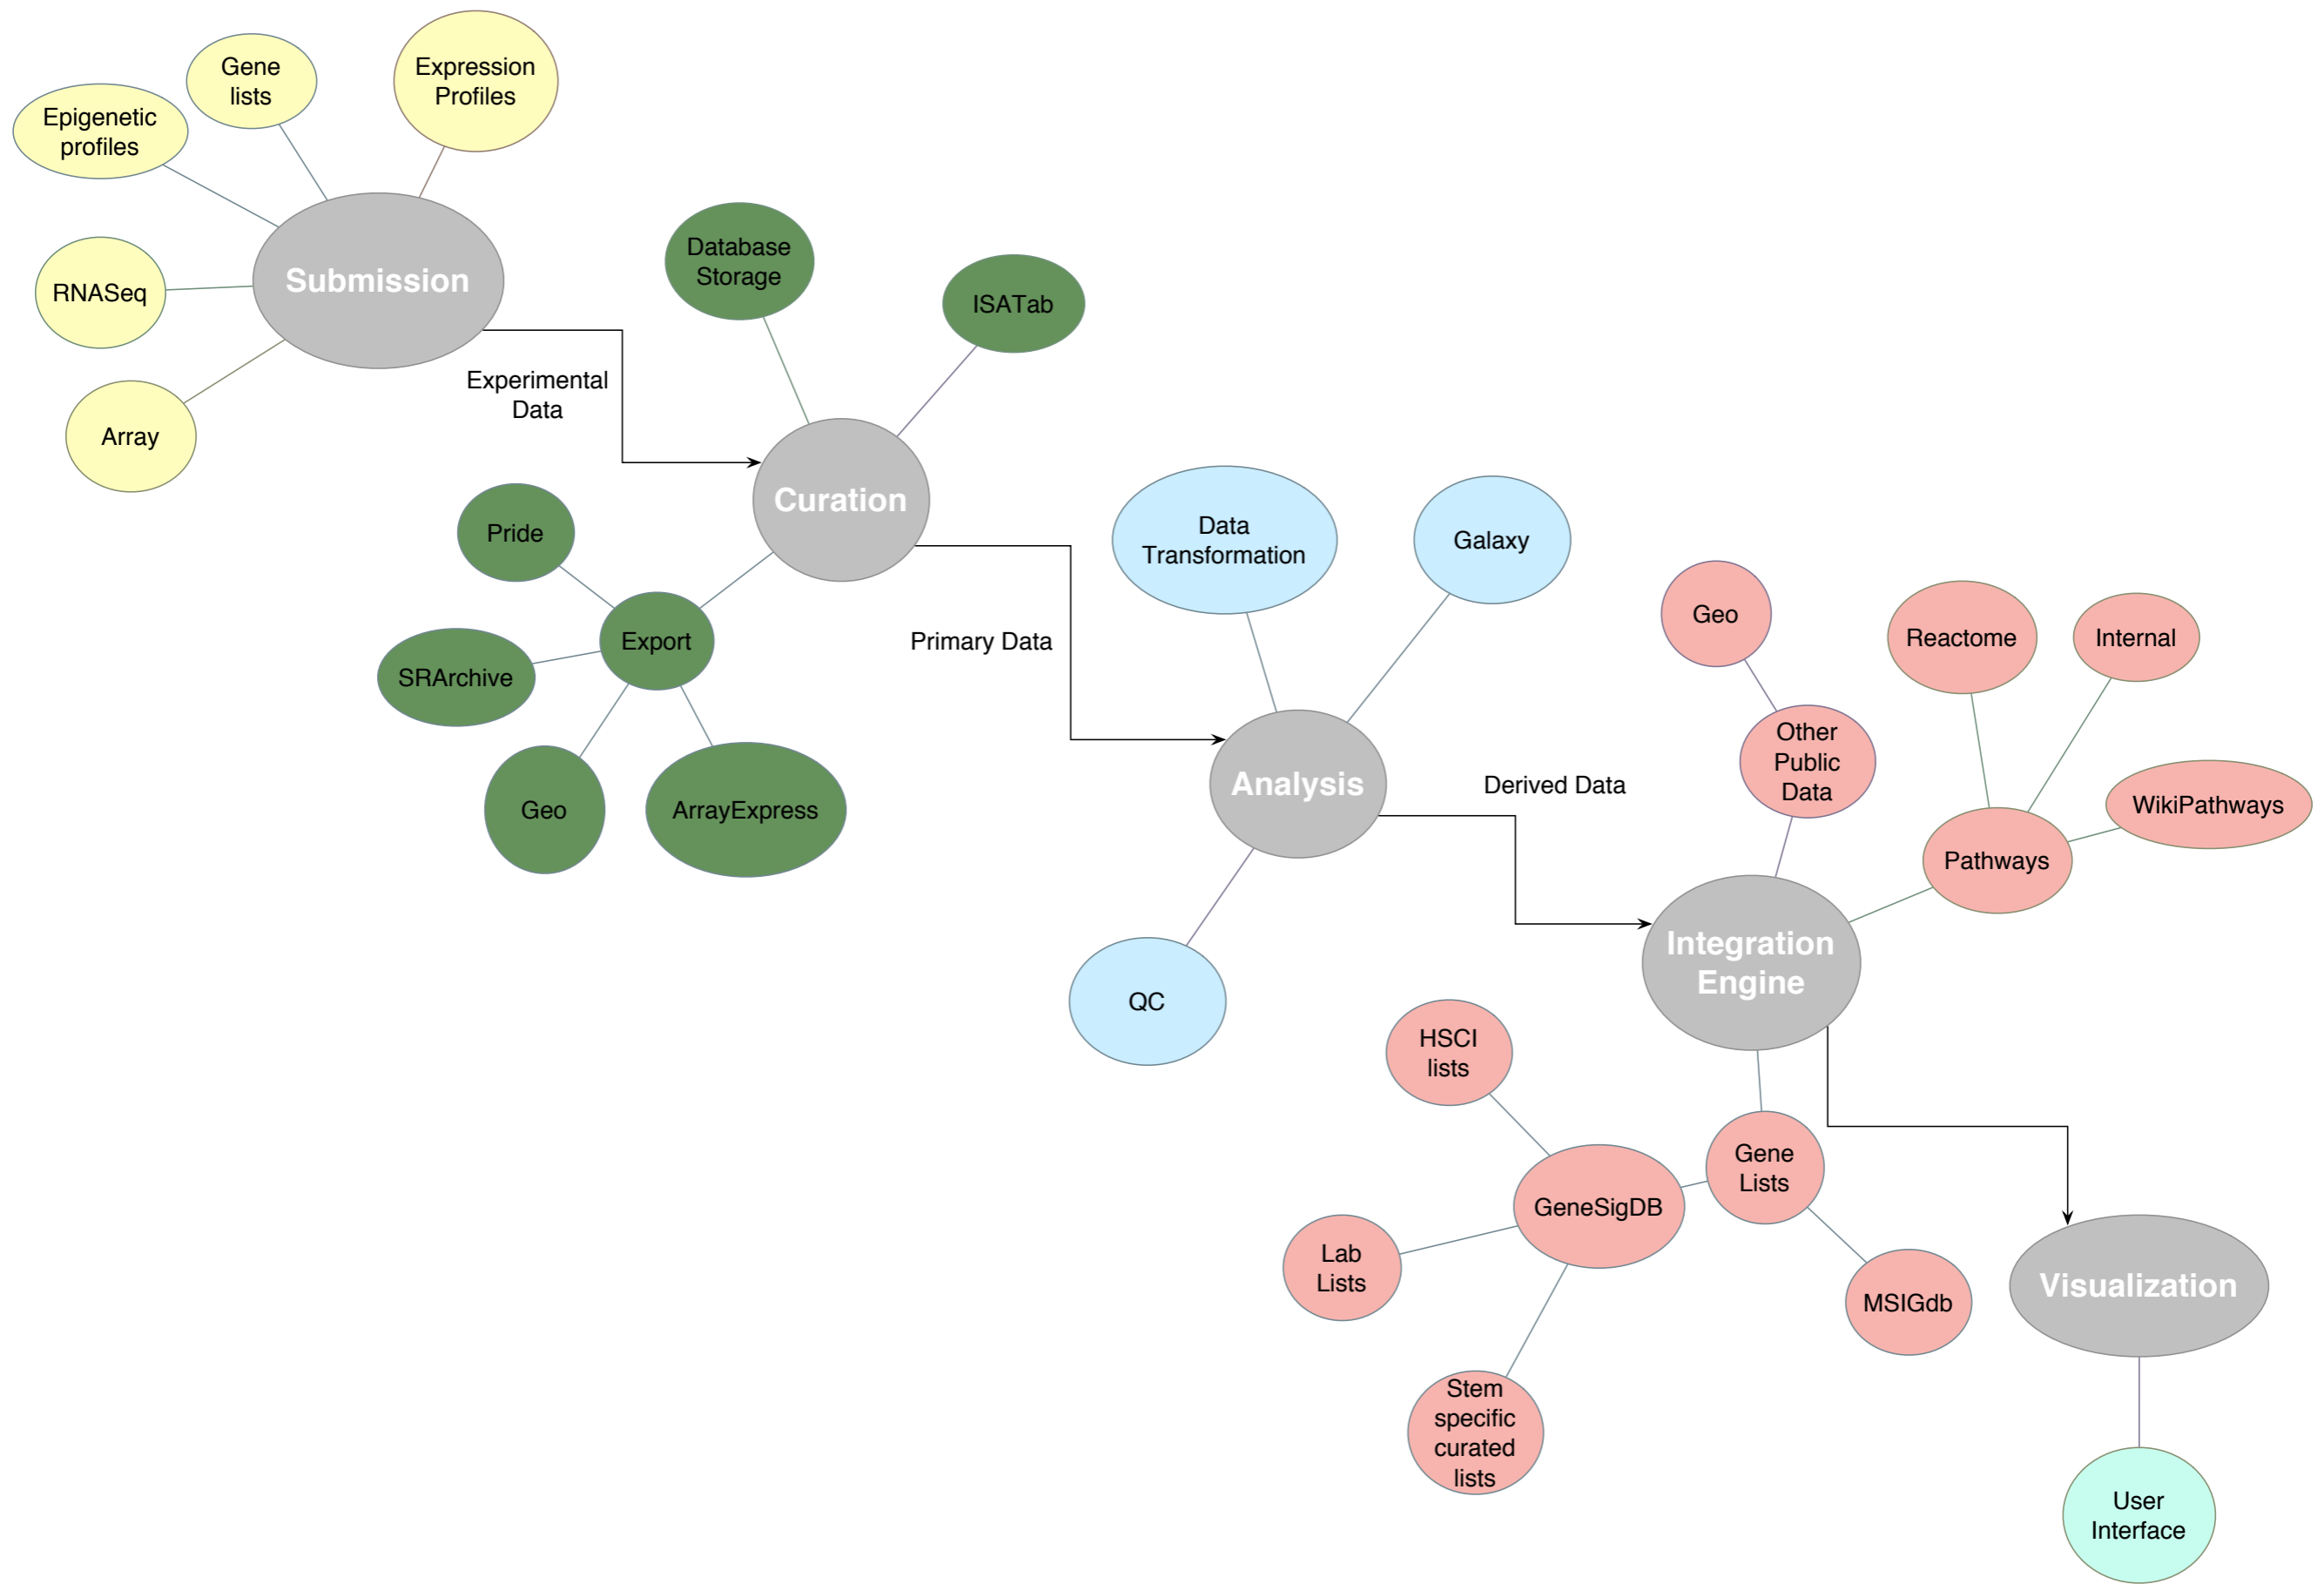 Gene
lists
Expression
Profiles
Epigenetic
profiles
Submission
RNASeq
Array
Experimental
Data
Database
Storage
ISATab
Curation
Pride
Export
SRArchive
Geo
ArrayExpress
Primary Data
Data
Transformation
Galaxy
Analysis
QC
Derived Data
Geo
Other
Public
Data
Reactome
Internal
WikiPathways
Pathways
Integration
Engine
HSCI
lists
Gene
Lists
GeneSigDB
Lab
Lists
MSIGdb
Stem
specific
curated
lists
Visualization
User
Interface